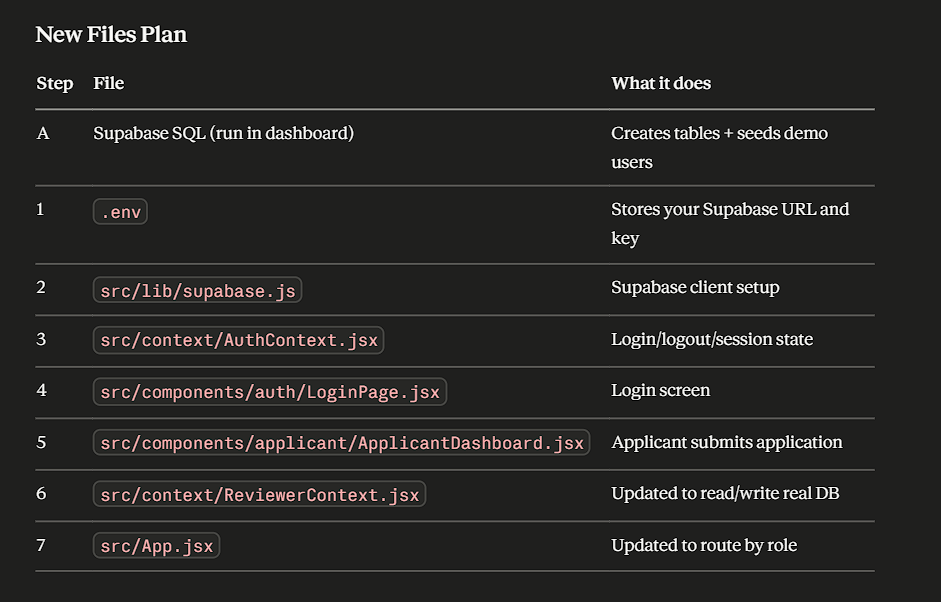 New Files Plan
Step File What it does
A Supabase SQL (run in dashboard) Creates tables + seeds demo
users
1 .env Stores your Supabase URL and
key
2 src/lib/supabase.js Supabase client setup
3 src/context/AuthContext.jsx Login/logout/session state
4 src/components/auth/LoginPage.jsx Login screen
5 src/components/applicant/ApplicantDashboard.jsx Applicant submits application
6 src/context/ReviewerContext.jsx Updated to read/write real DB
7 src/App.jsx Updated to route by role